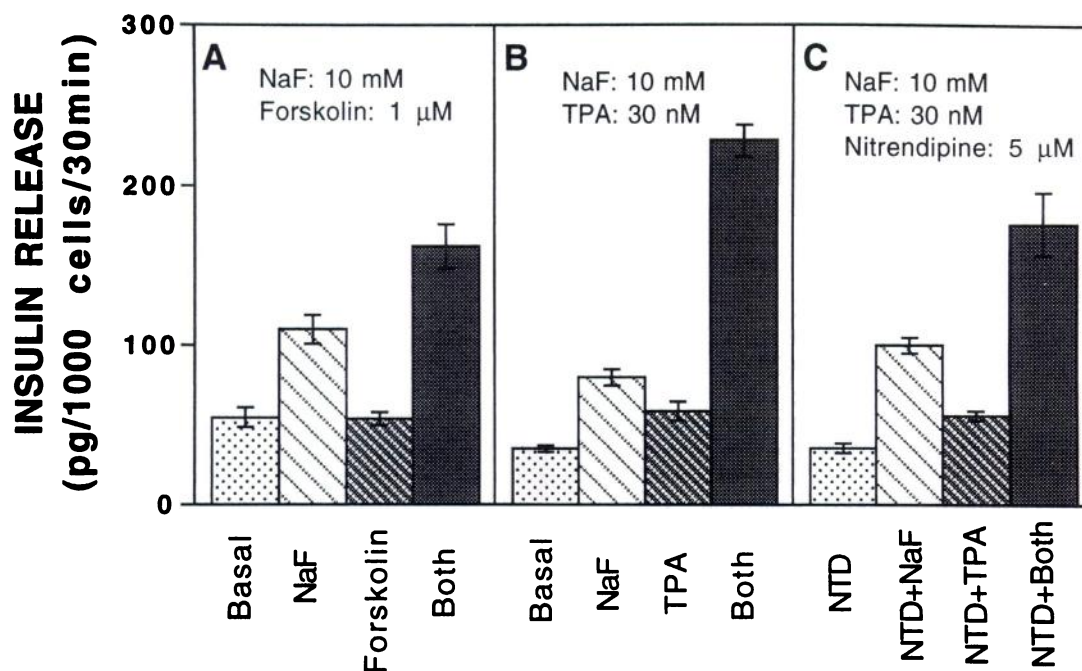 INSULIN RELEASE
(pg/1000 cells/30min)
300
200
100
0
A
NaF: 10 mM
Forskolin: 1 μM
B
NaF: 10 mM
TPA: 30 nM
C
NaF: 10 mM
TPA: 30 nM
Nitrendipine: 5 μM
Basal
NaF
Forskolin
Both
Basal
NaF
TPA
Both
NTD
NTD+NaF
NTD+TPA
NTD+Both